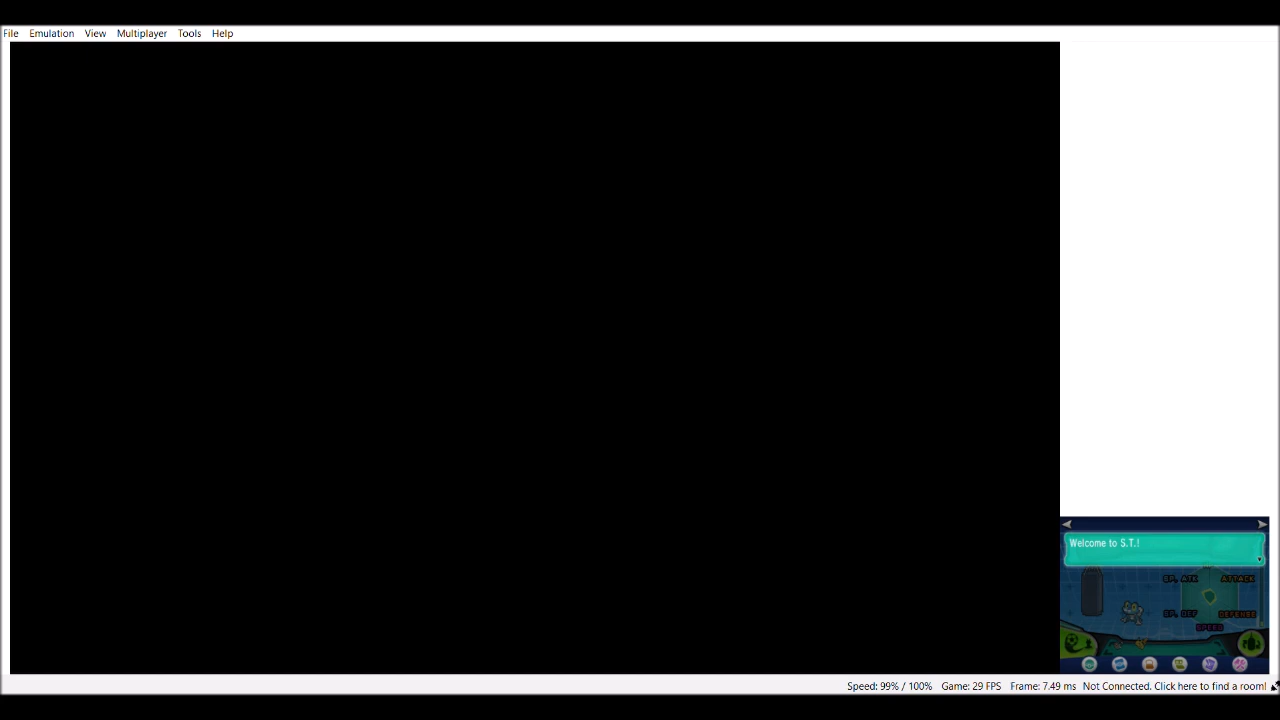 File Emulation View Multiplayer Tools Help
Welcome to S.T.!
SP. ATK ATTACK
SP. DEF DEFENSE
SPEED
Speed: 99% / 100% Game: 29 FPS Frame: 7.49 ms Not Connected. Click here to find a room!